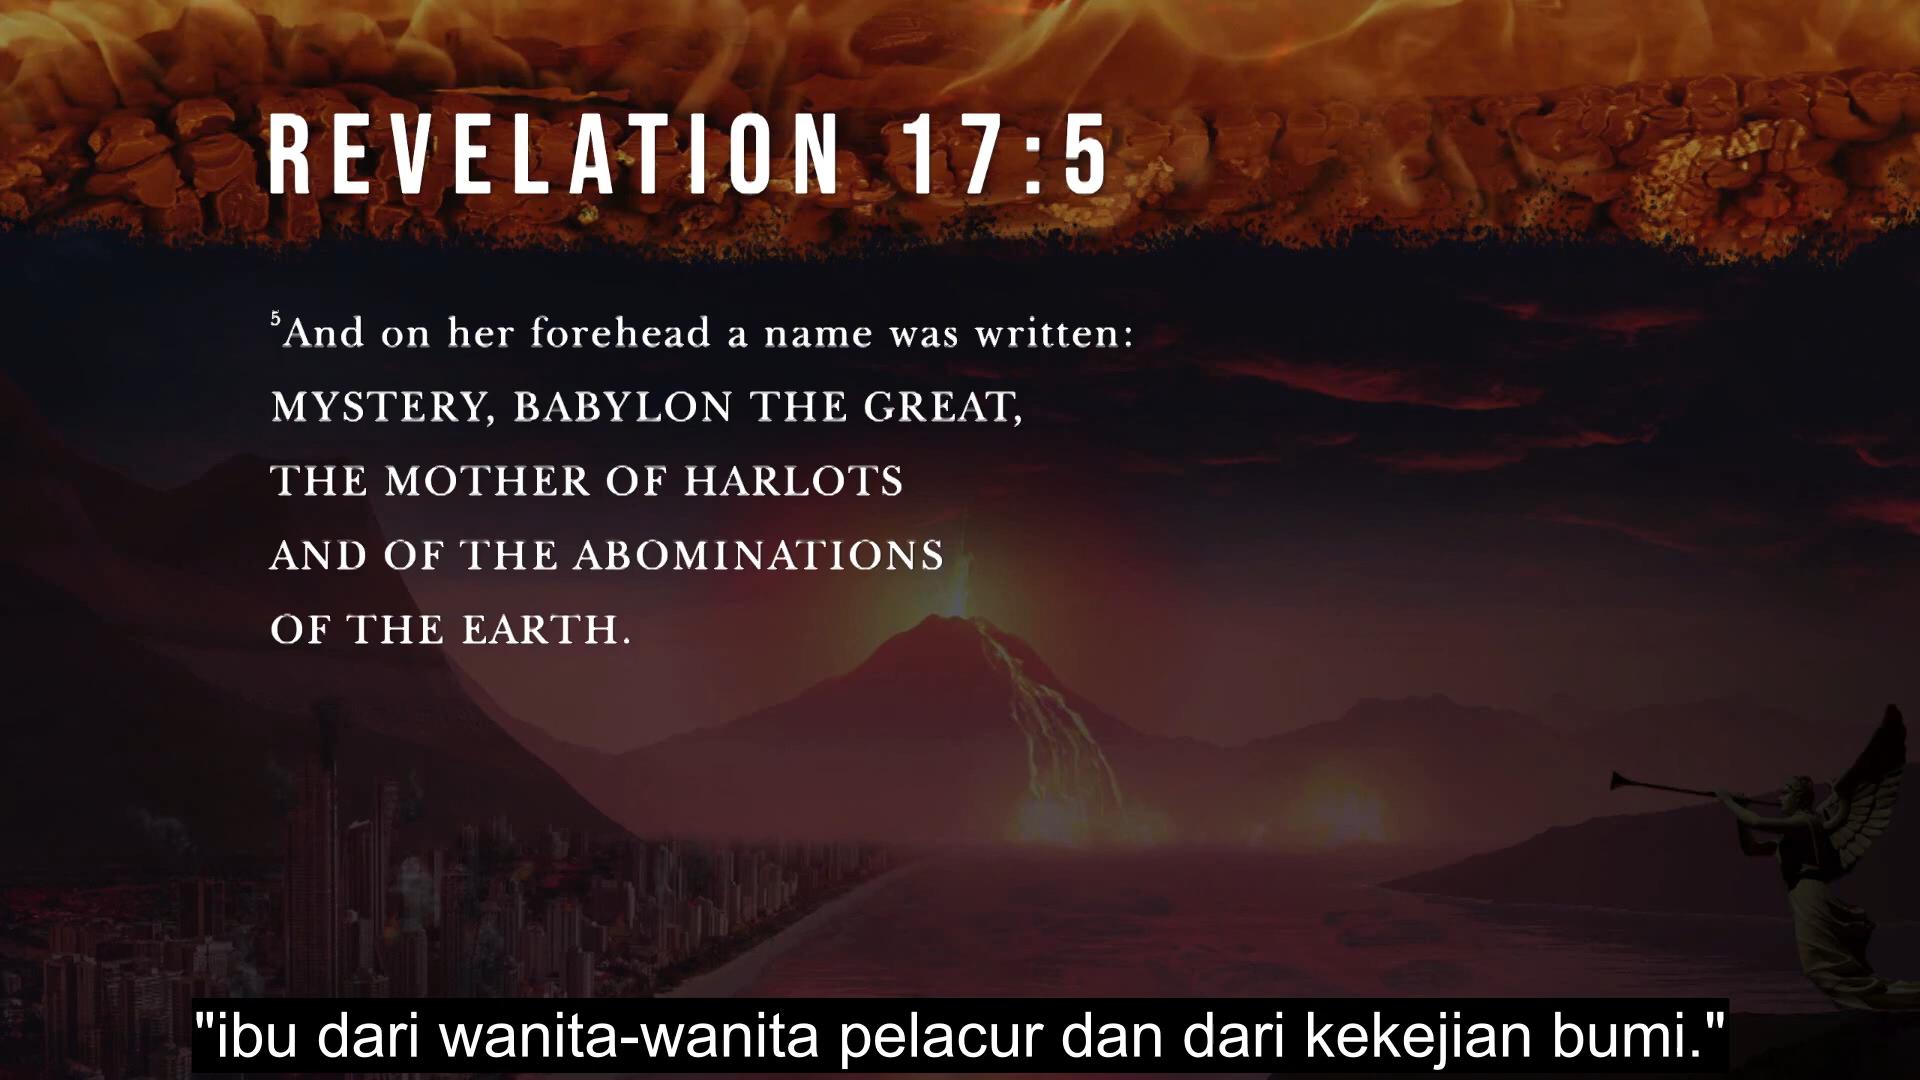 REVELATION 17:5
⁵And on her forehead a name was written:
MYSTERY, BABYLON THE GREAT,
THE MOTHER OF HARLOTS
AND OF THE ABOMINATIONS
OF THE EARTH.
"ibu dari wanita-wanita pelacur dan dari kekejian bumi."